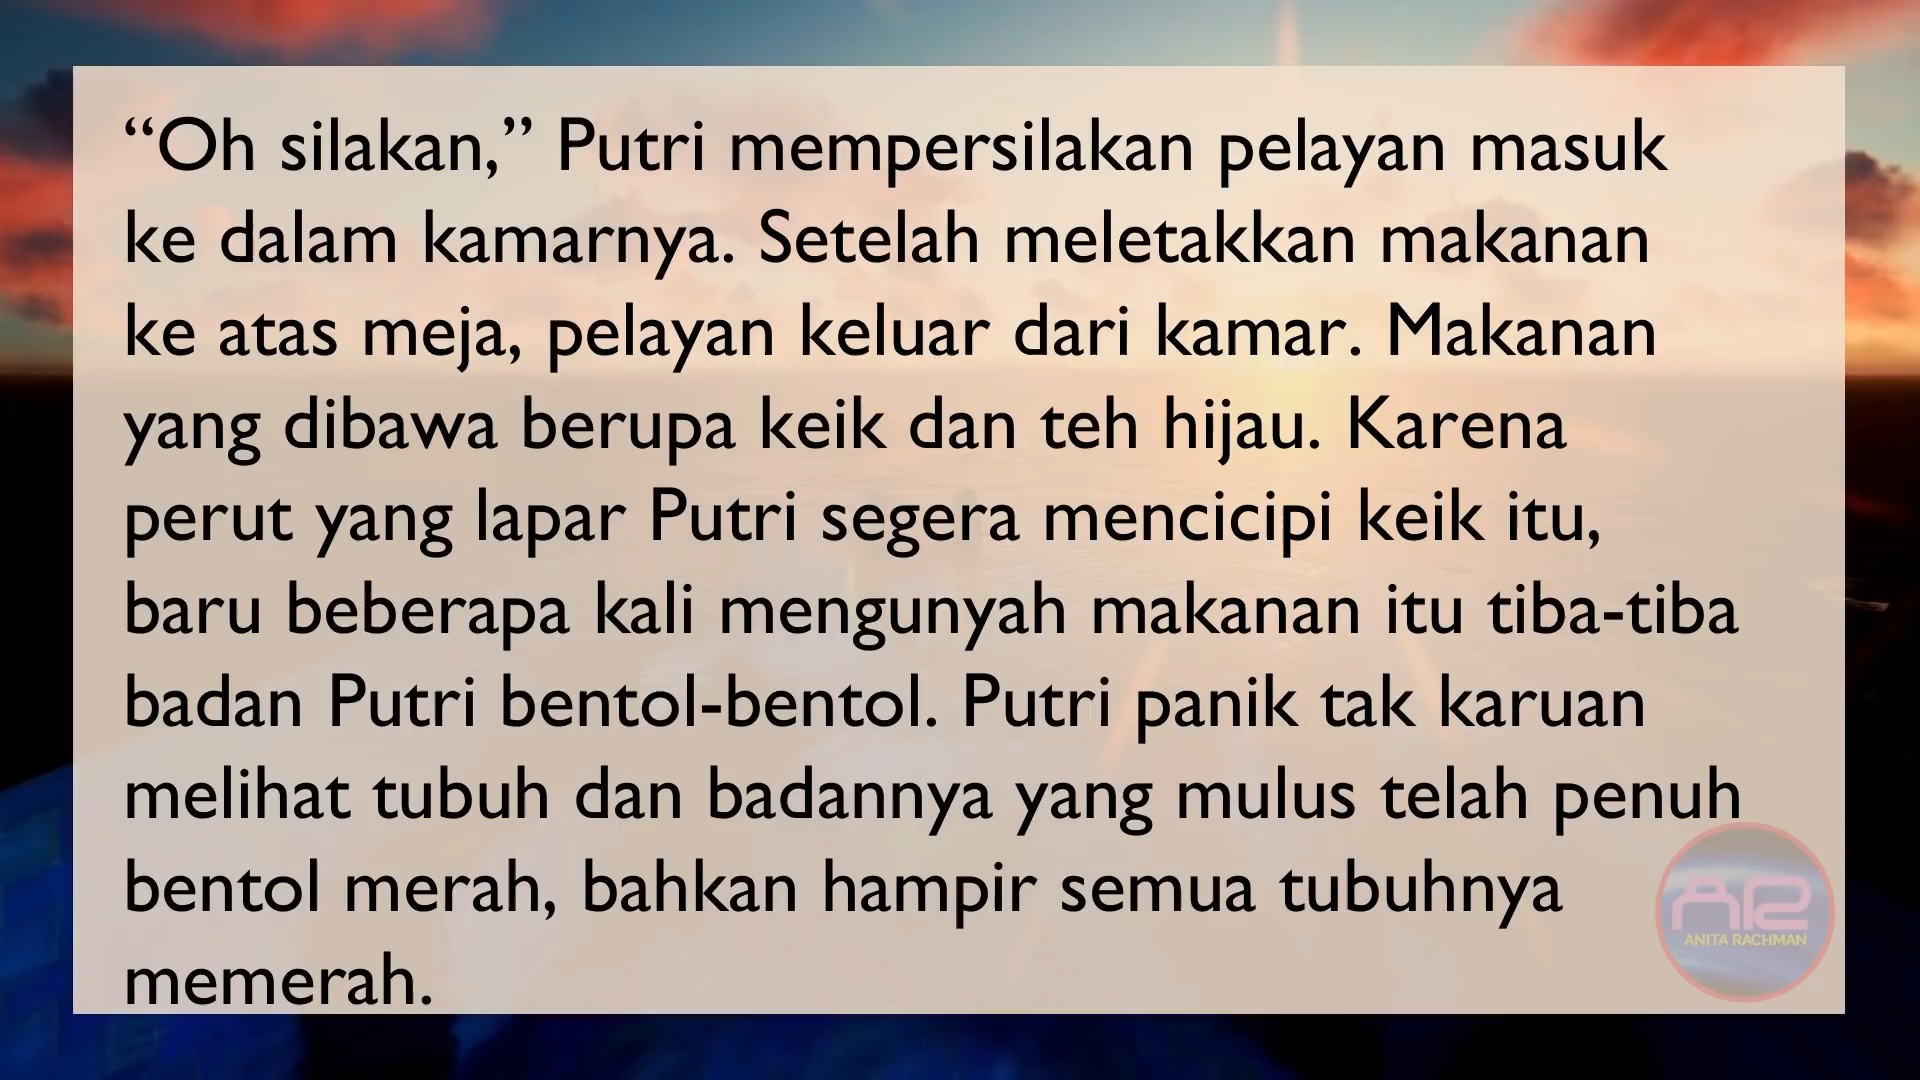 “Oh silakan,” Putri mempersilakan pelayan masuk
ke dalam kamarnya. Setelah meletakkan makanan
ke atas meja, pelayan keluar dari kamar. Makanan
yang dibawa berupa keik dan teh hijau. Karena
perut yang lapar Putri segera mencicipi keik itu,
baru beberapa kali mengunyah makanan itu tiba-tiba
badan Putri bentol-bentol. Putri panik tak karuan
melihat tubuh dan badannya yang mulus telah penuh
bentol merah, bahkan hampir semua tubuhnya
memerah.
AR
ANITA RACHMAN